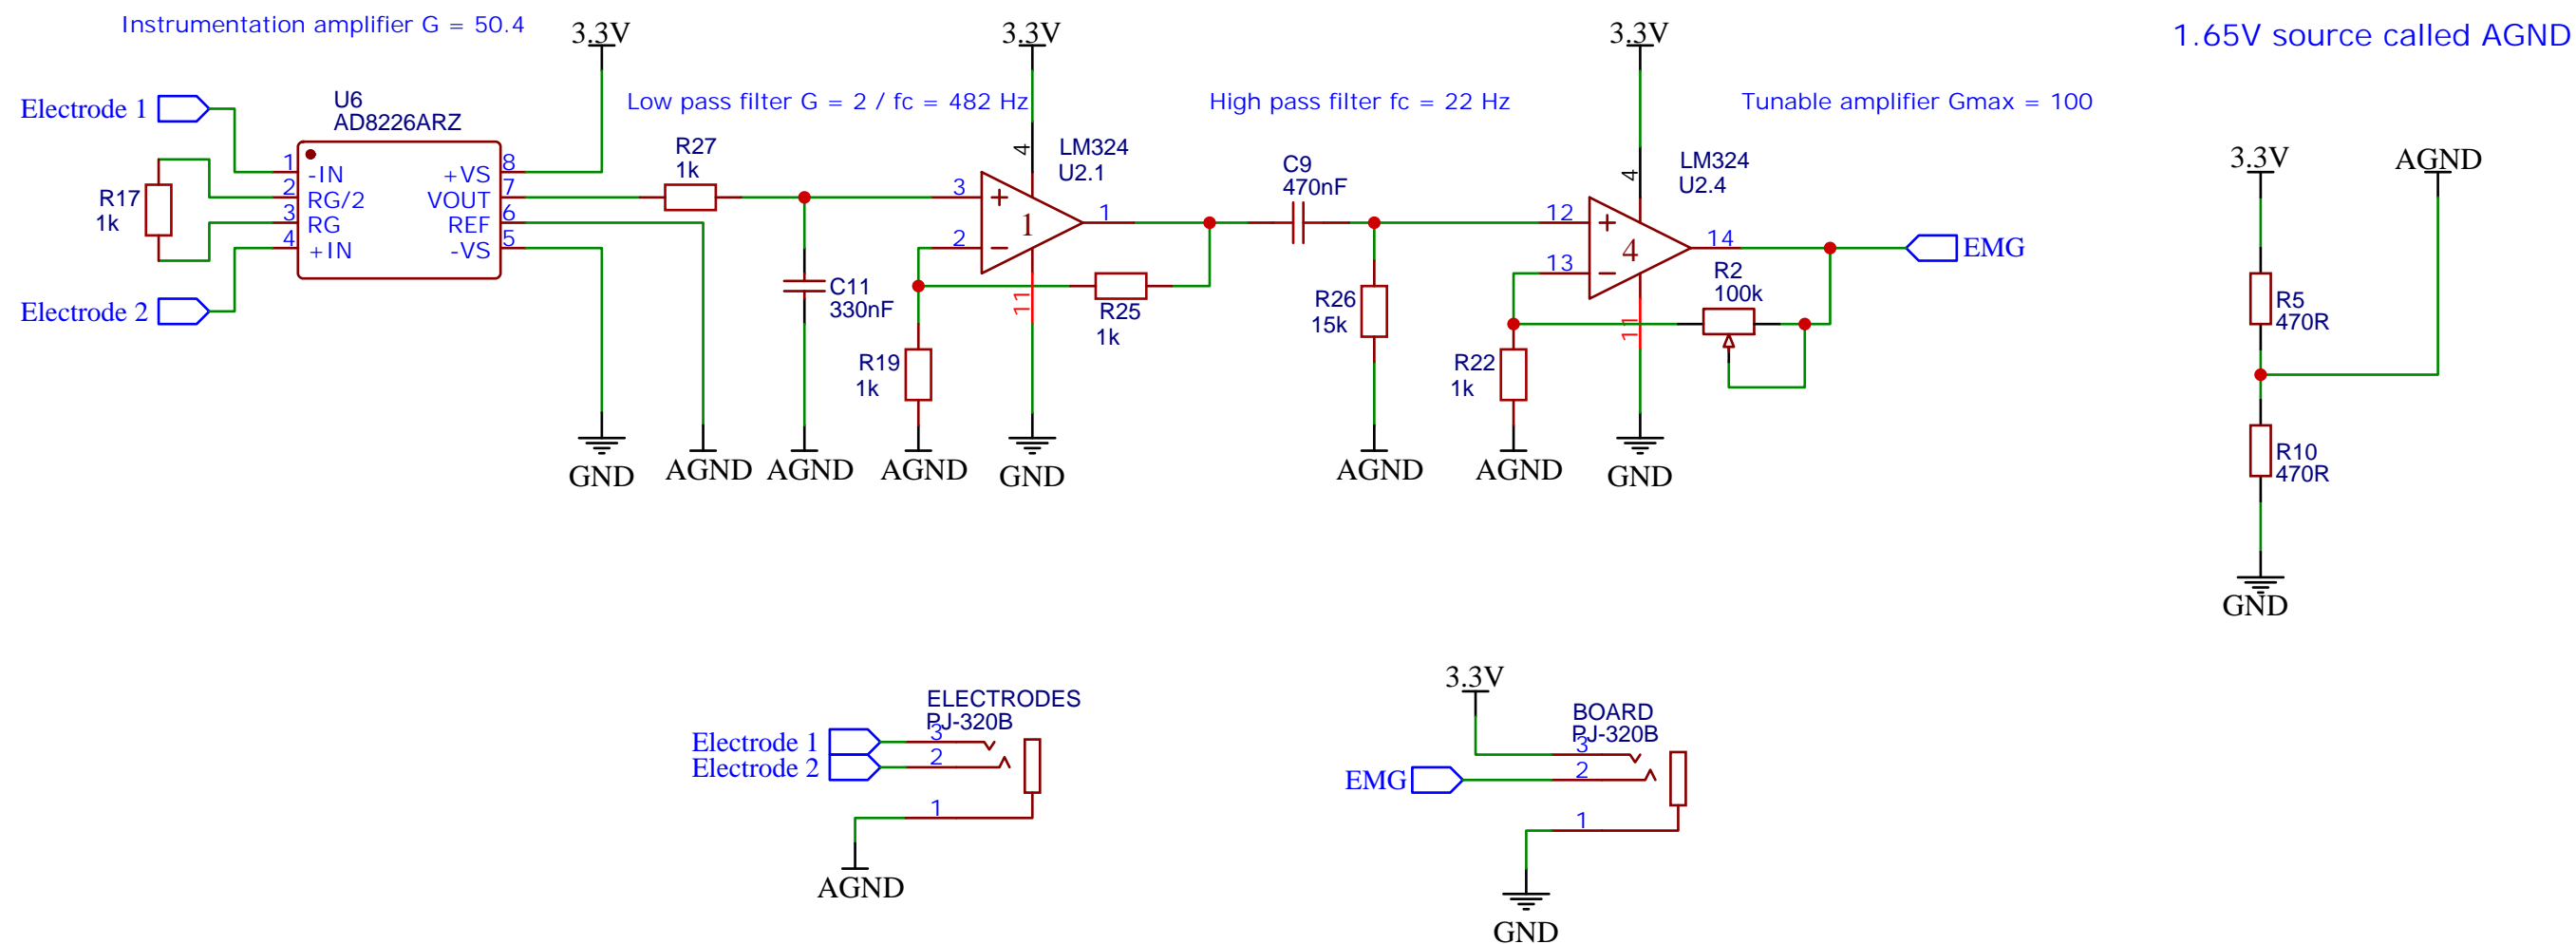 Instrumentation amplifier G = 50.4
3.3V
3.3V
3.3V
1.65V source called AGND
Electrode 1
U6
AD8226ARZ
Low pass filter G = 2 / fc = 482 Hz
High pass filter fc = 22 Hz
Tunable amplifier Gmax = 100
R17
1k
1
-IN
2
RG/2
3
RG
4
+IN
+VS
8
VOUT
7
REF
6
-VS
5
Electrode 2
R27
1k
4
LM324
U2.1
3
2
1
1
11
C11
330nF
R25
1k
R19
1k
C9
470nF
R26
15k
4
LM324
U2.4
12
13
4
14
11
R2
100k
EMG
R22
1k
3.3V
AGND
R5
470R
R10
470R
GND
GND
AGND
AGND
AGND
GND
AGND
AGND
GND
ELECTRODES
PJ-320B
Electrode 1
3
Electrode 2
2
1
AGND
3.3V
BOARD
PJ-320B
3
EMG
2
1
GND